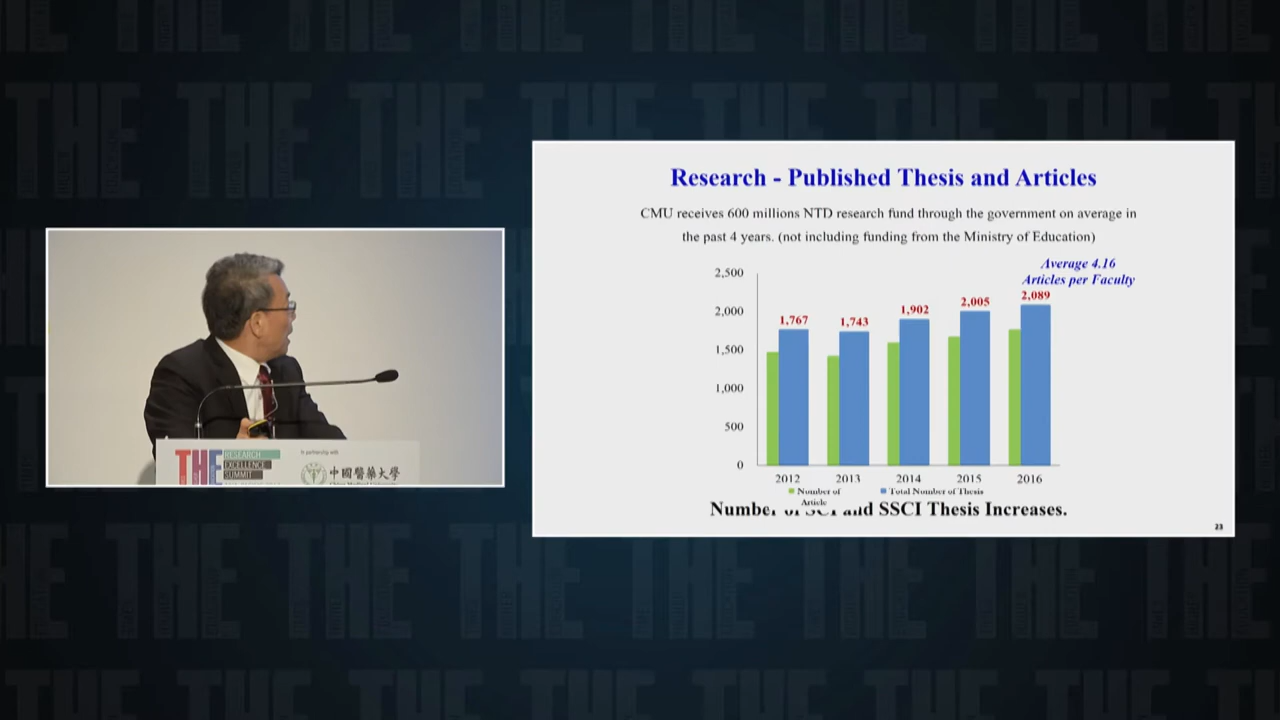 THE
RESEARCH
EXCELLENCE
SUMMIT
In partnership with
中國醫藥大學
China Medical University
Research - Published Thesis and Articles
CMU receives 600 millions NTD research fund through the government on average in
the past 4 years. (not including funding from the Ministry of Education)
Average 4.16
Articles per Faculty
2,500
2,000
1,500
1,000
500
0
1,767
1,743
1,902
2,005
2,089
2012
2013
2014
2015
2016
Number of
Article
Total Number of Thesis
Number of SCI and SSCI Thesis Increases.
23